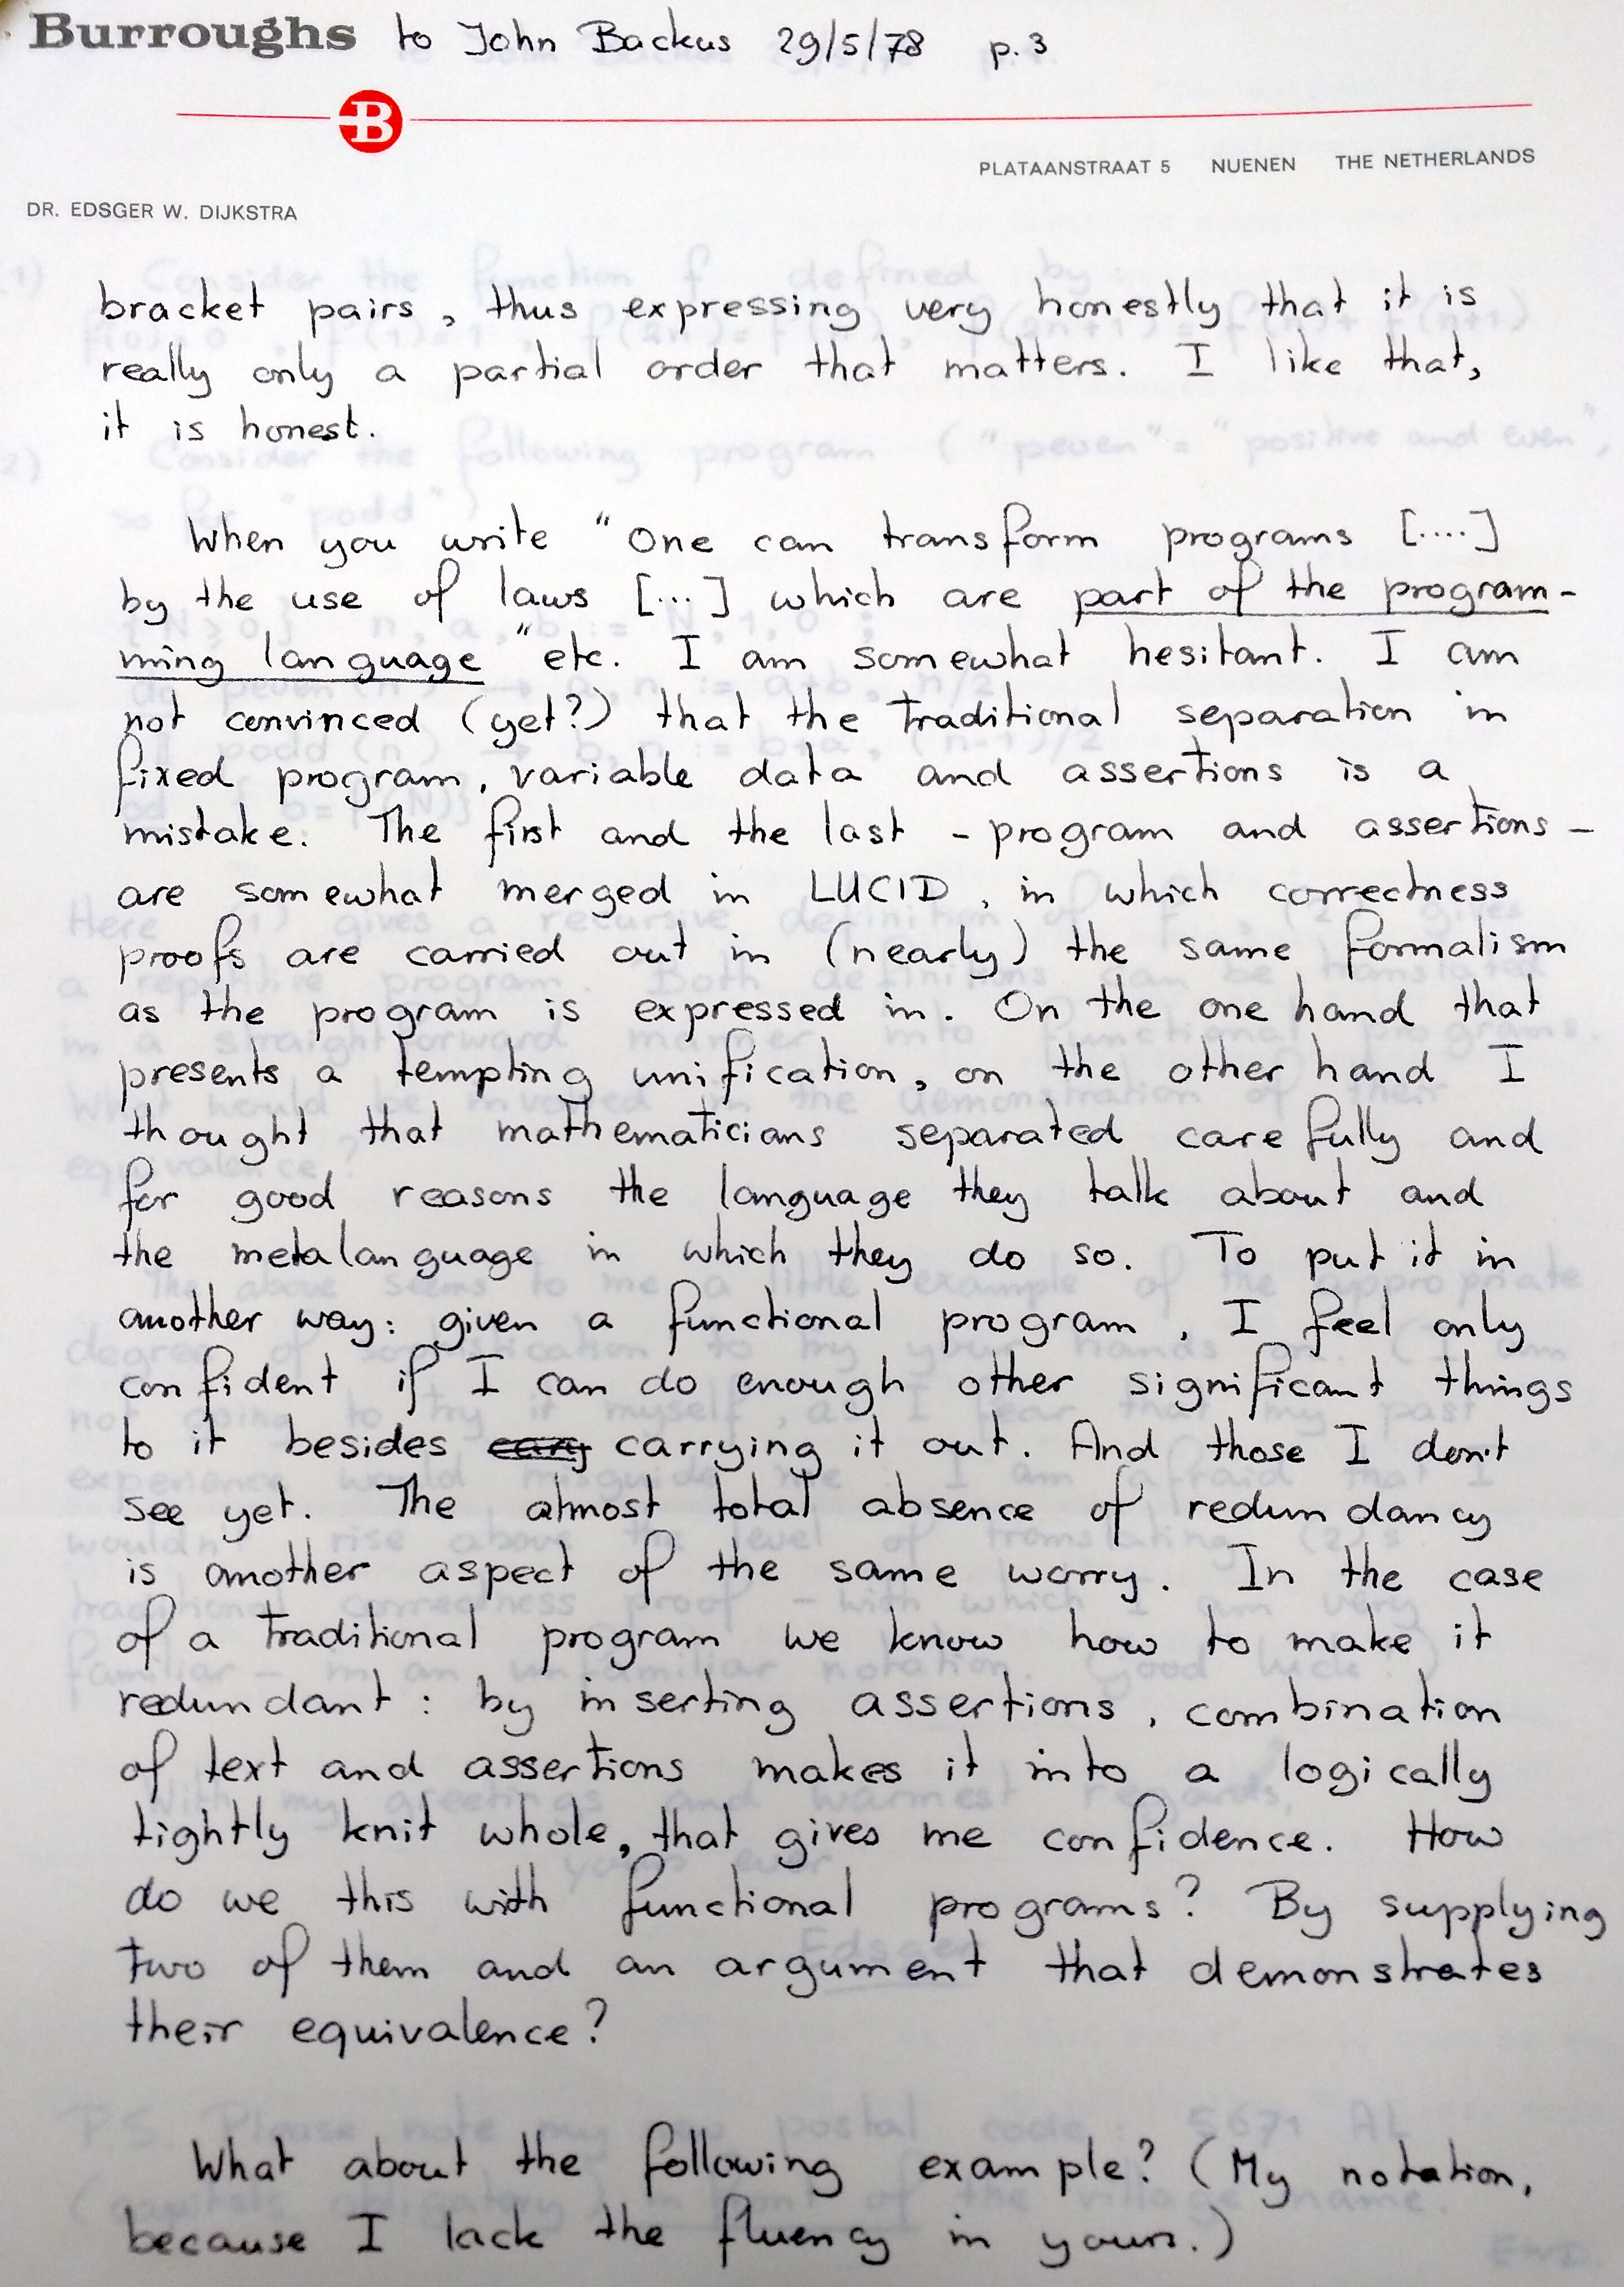 Burroughs to John Backus 29/5/78 p. 3
B
PLATAANSTRAAT 5 NUENEN THE NETHERLANDS
DR. EDSGER W. DIJKSTRA
bracket pairs, thus expressing very honestly that it is
really only a partial order that matters. I like that,
it is honest.
When you write "One can transform programs [....]
by the use of laws [...] which are part of the program-
ming language" etc. I am somewhat hesitant. I am
not convinced (yet?) that the traditional separation in
fixed program, variable data and assertions is a
mistake. The first and the last - program and assertions -
are somewhat merged in LUCID, in which correctness
proofs are carried out in (nearly) the same formalism
as the program is expressed in. On the one hand that
presents a tempting unification, on the other hand I
thought that mathematicians separated carefully and
for good reasons the language they talk about and
the metalanguage in which they do so. To put it in
another way: given a functional program, I feel only
confident if I can do enough other significant things
to it besides carrying it out. And those I don't
see yet. The almost total absence of redundancy
is another aspect of the same worry. In the case
of a traditional program we know how to make it
redundant: by inserting assertions, combination
of text and assertions makes it into a logically
tightly knit whole, that gives me confidence. How
do we this with functional programs? By supplying
two of them and an argument that demonstrates
their equivalence?
What about the following example? (My notation,
because I lack the fluency in yours.)